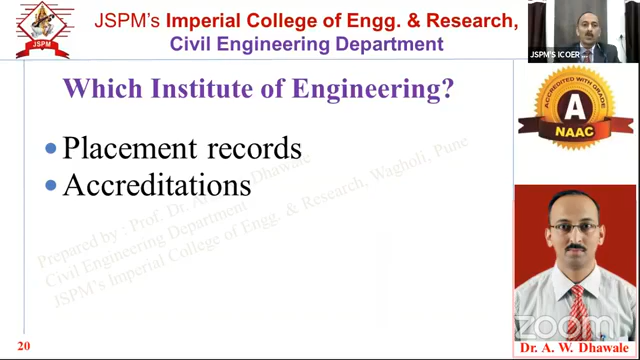 JSPM's Imperial College of Engg. & Research,
Civil Engineering Department
JSPM
JSPM'S ICOER
Which Institute of Engineering?
ACCREDITED WITH GRADE
A
NAAC
• Placement records
• Accreditations
Prepared by : Prof. Dr. A. W. Dhawale
Civil Engineering Department
JSPM's Imperial College of Engg. & Research, Wagholi, Pune
zoom
20
Dr. A. W. Dhawale